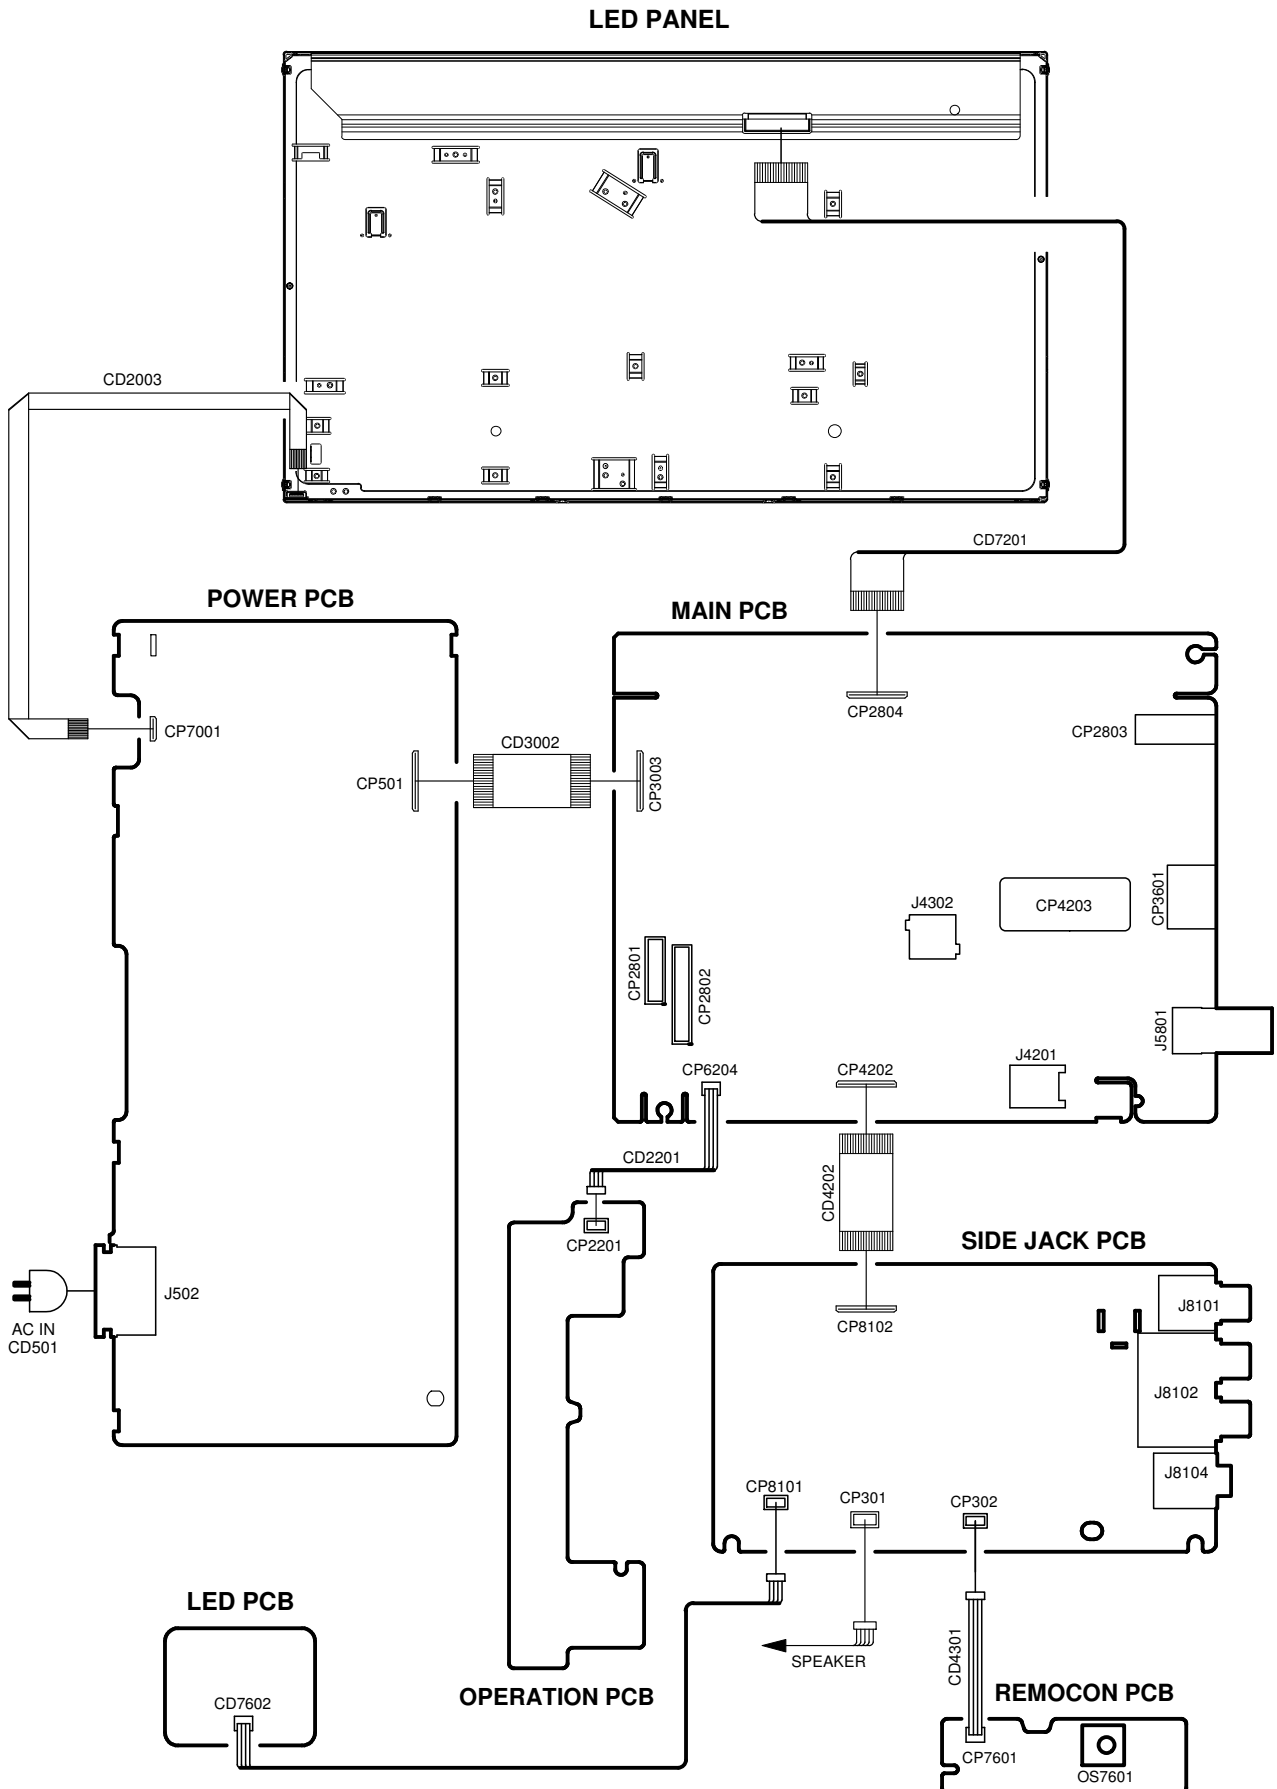 LED PANEL
CD2003
CD7201
POWER PCB
MAIN PCB
CP2804
CP7001
CP2803
CD3002
CP501
CP3003
J4302
CP4203
CP3601
CP2801
CP2802
J5801
J4201
CP6204
CP4202
CD2201
CD4202
CP2201
SIDE JACK PCB
J502
AC IN
CD501
CP8102
J8101
J8102
J8104
CP8101
CP301
CP302
LED PCB
CD4301
SPEAKER
OPERATION PCB
REMOCON PCB
CD7602
CP7601
OS7601